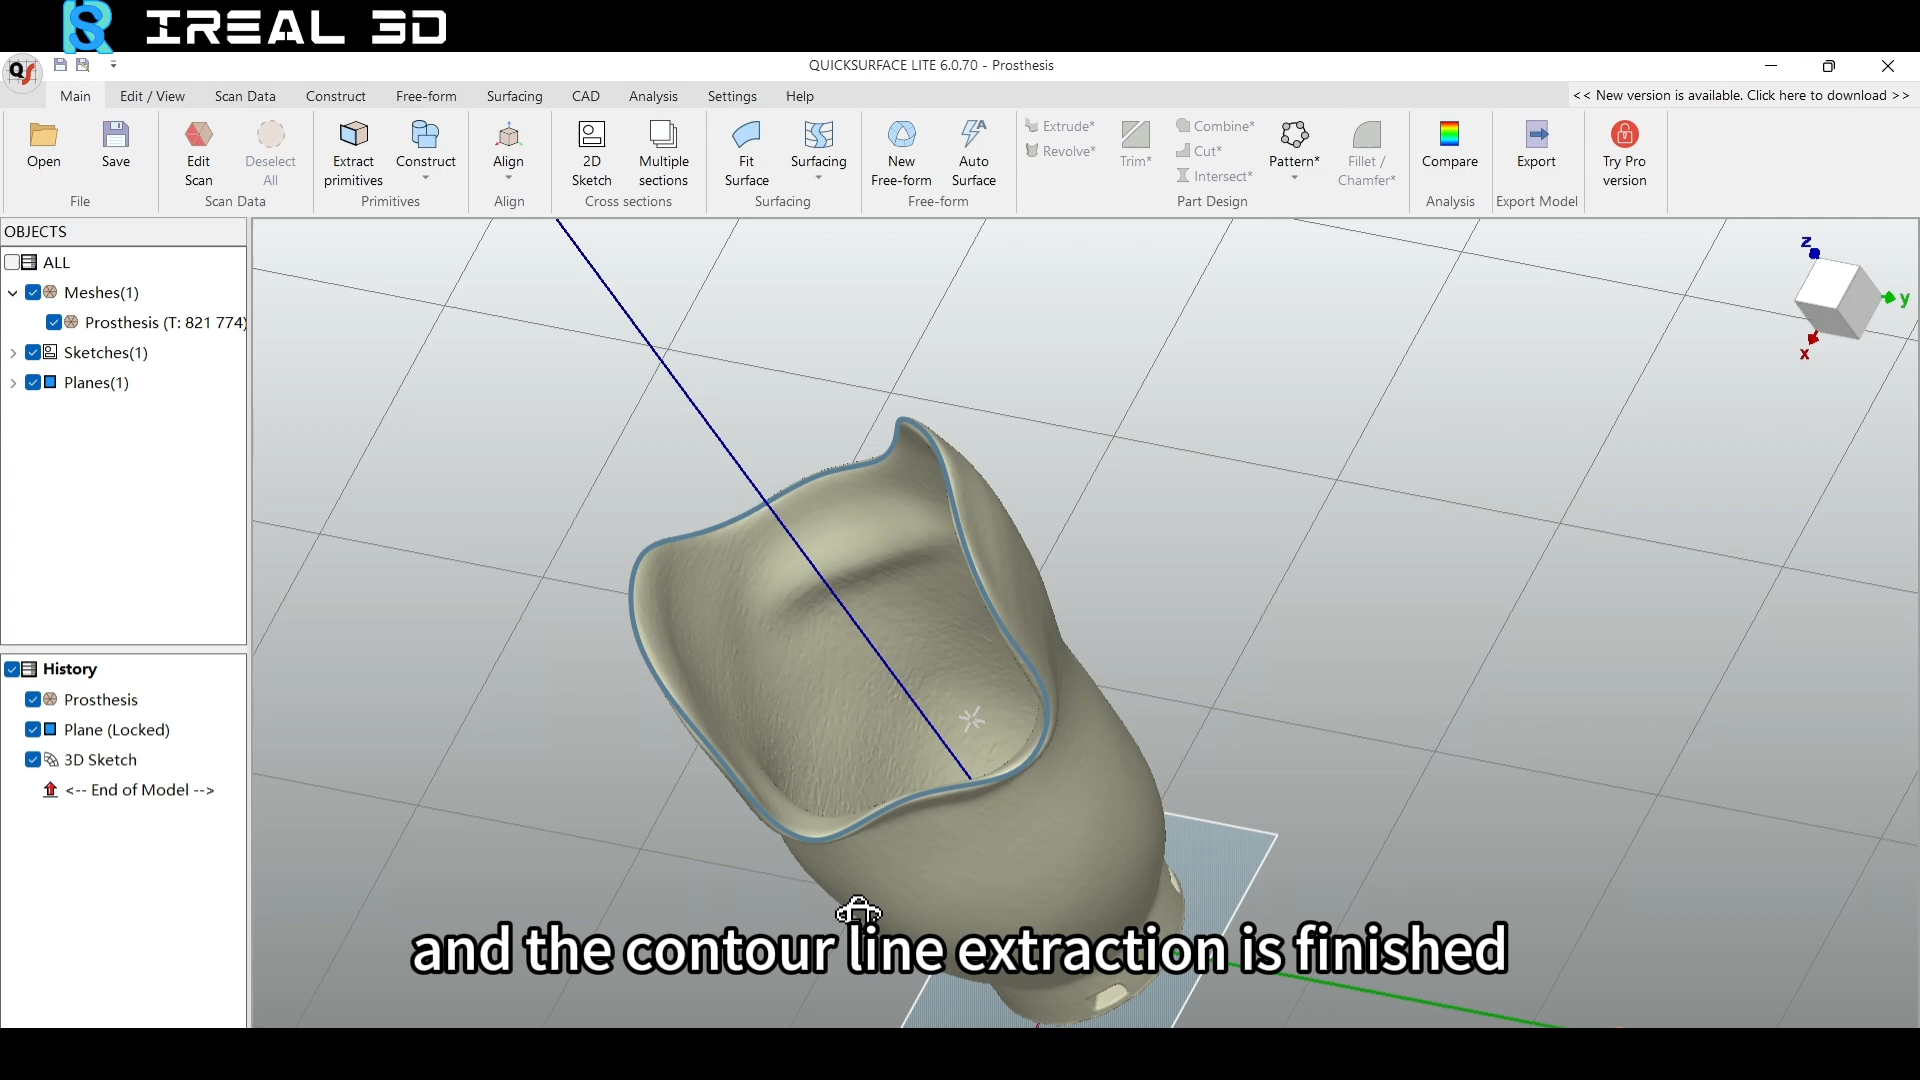 IREAL 3D
QUICKSURFACE LITE 6.0.70 - Prosthesis
Main Edit / View Scan Data Construct Free-form Surfacing CAD Analysis Settings Help
<< New version is available. Click here to download >>
Open
Save
File
Edit Scan
Deselect All
Scan Data
Extract primitives
Construct
Primitives
Align
Align
2D Sketch
Multiple sections
Cross sections
Fit Surface
Surfacing
Surfacing
New Free-form
Auto Surface
Free-form
Extrude*
Revolve*
Trim*
Combine*
Cut*
Intersect*
Pattern*
Fillet / Chamfer*
Part Design
Compare
Analysis
Export
Export Model
Try Pro version
OBJECTS
ALL
Meshes(1)
Prosthesis (T: 821 774)
Sketches(1)
Planes(1)
History
Prosthesis
Plane (Locked)
3D Sketch
<-- End of Model -->
z
y
x
and the contour line extraction is finished